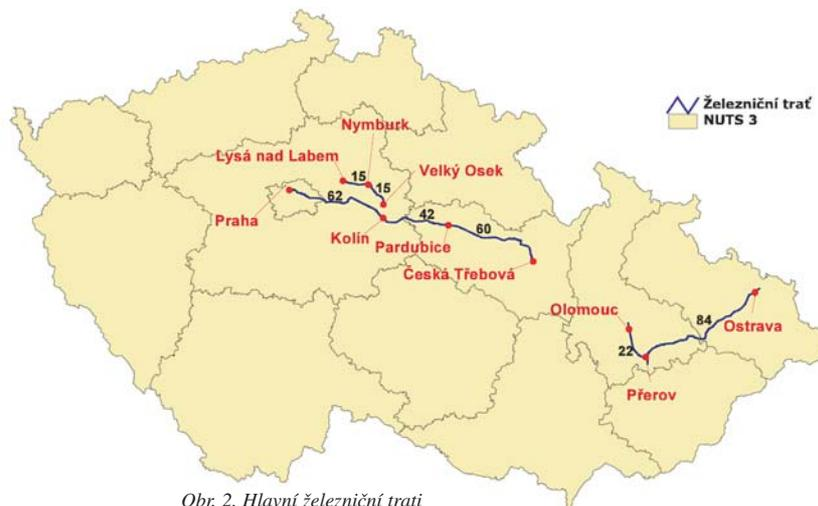 Železniční trať
NUTS 3
Nymburk
Lysá nad Labem
15
15
Velký Osek
Praha
62
Kolín
42
Pardubice
60
Česká Třebová
Olomouc
84
Ostrava
22
Přerov
Obr. 2. Hlavní železniční trati